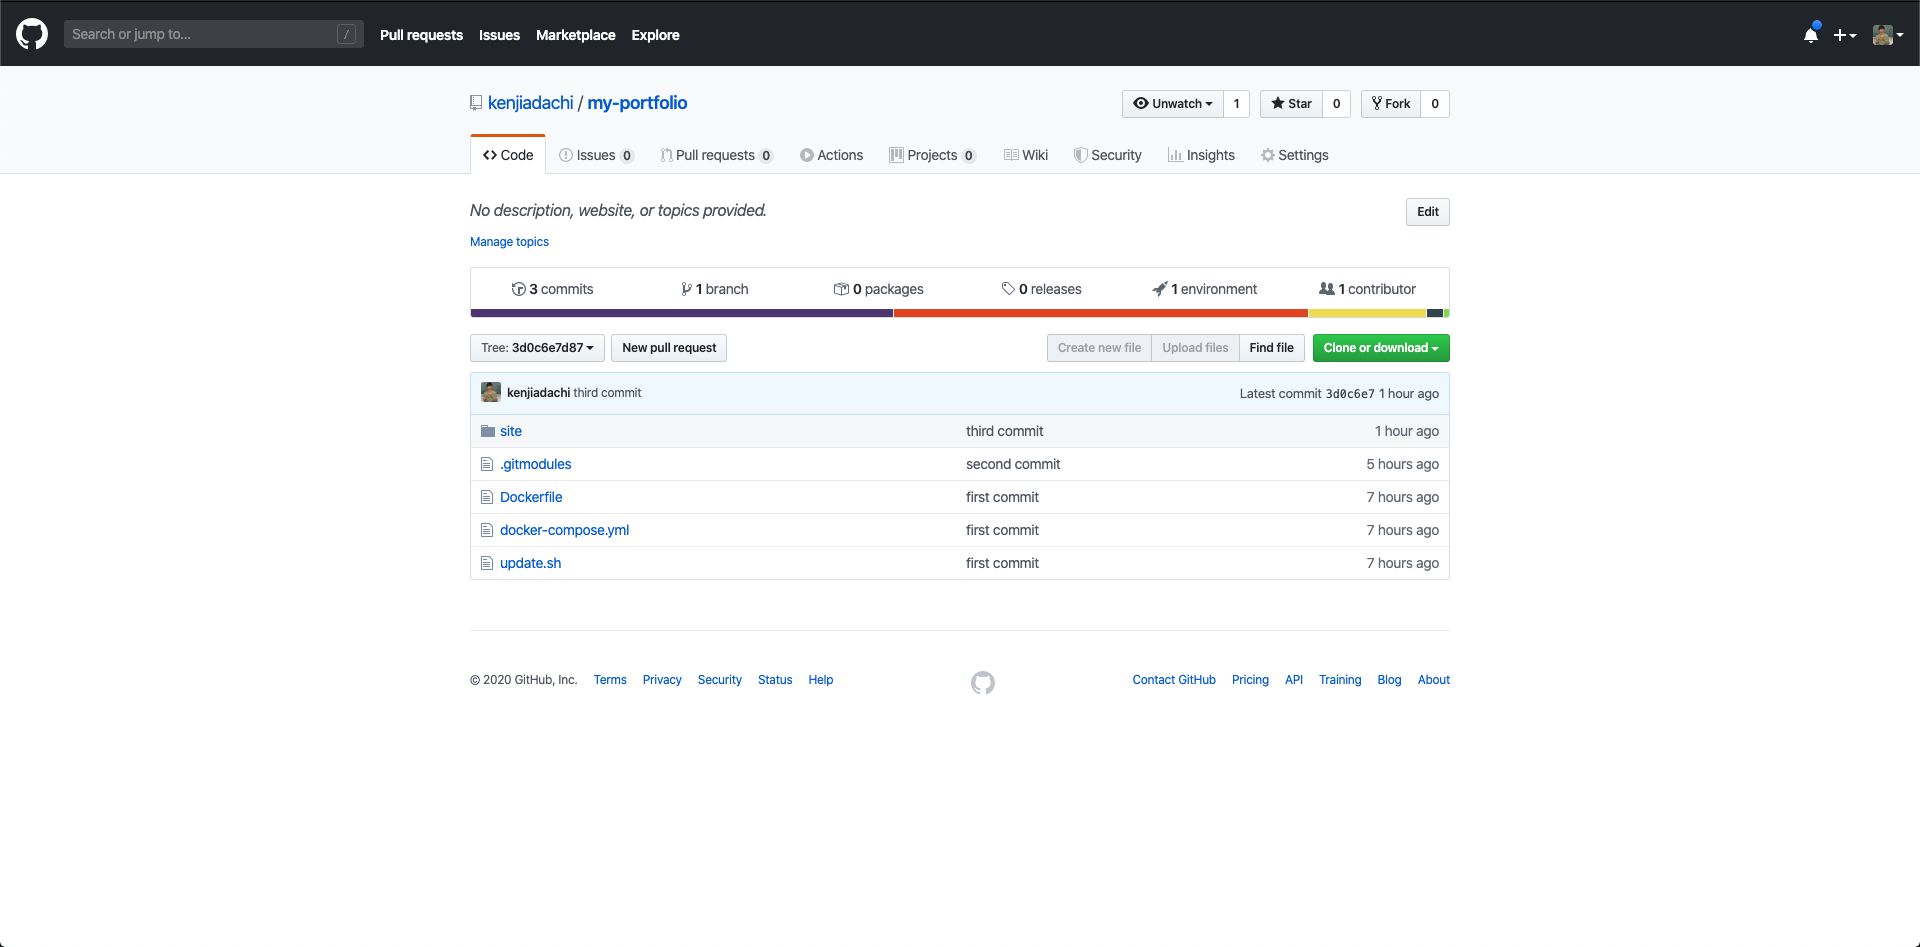 Search or jump to... /
Pull requests Issues Marketplace Explore
kenjiadachi / my-portfolio
Unwatch 1 Star 0 Fork 0
Code Issues 0 Pull requests 0 Actions Projects 0 Wiki Security Insights Settings
No description, website, or topics provided.
Edit
Manage topics
3 commits 1 branch 0 packages 0 releases 1 environment 1 contributor
Tree: 3d0c6e7d87 New pull request Create new file Upload files Find file Clone or download
kenjiadachi third commit Latest commit 3d0c6e7 1 hour ago
site third commit 1 hour ago
.gitmodules second commit 5 hours ago
Dockerfile first commit 7 hours ago
docker-compose.yml first commit 7 hours ago
update.sh first commit 7 hours ago
© 2020 GitHub, Inc. Terms Privacy Security Status Help Contact GitHub Pricing API Training Blog About